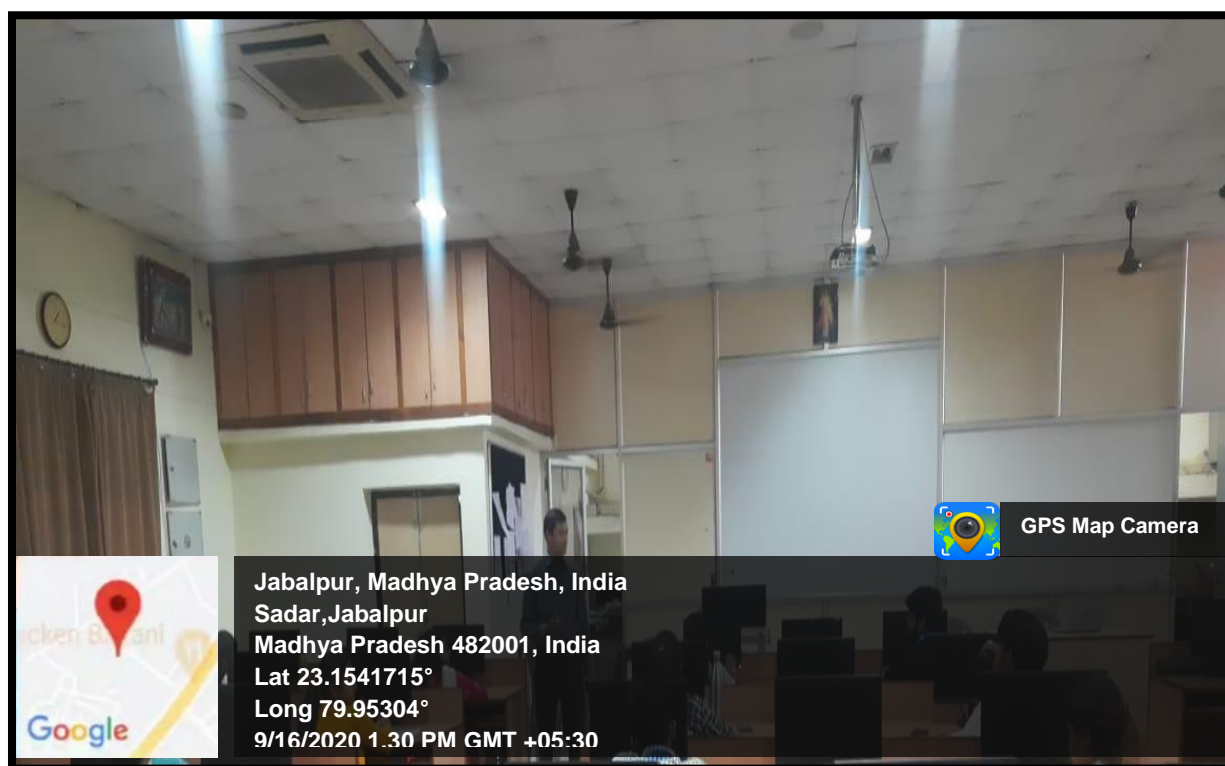 GPS Map Camera
Jabalpur, Madhya Pradesh, India
Sadar,Jabalpur
Madhya Pradesh 482001, India
Lat 23.1541715°
Long 79.95304°
9/16/2020 1.30 PM GMT +05:30
Google